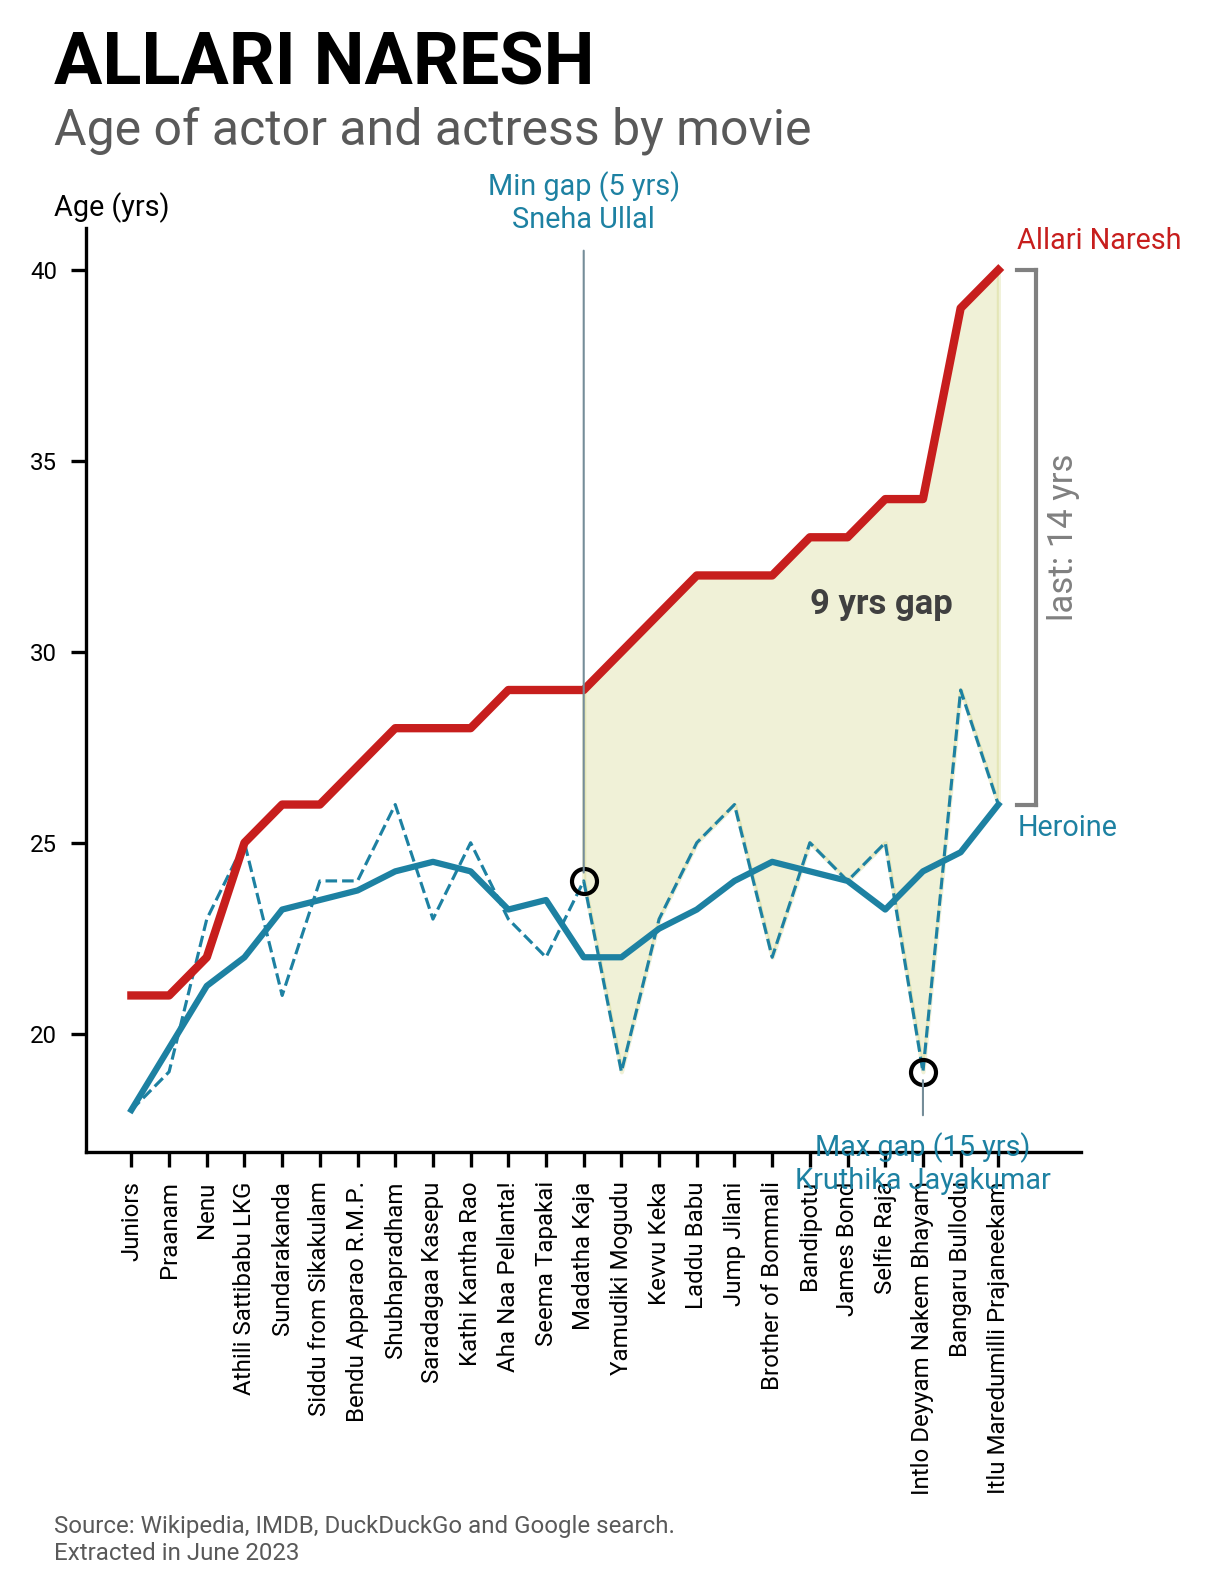 ALLARI NARESH
Age of actor and actress by movie
Min gap (5 yrs)
Sneha Ullal
Age (yrs)
Allari Naresh
40
35
30
25
20
last: 14 yrs
9 yrs gap
Heroine
Max gap (15 yrs)
Kruthika Jayakumar
Juniors
Praanam
Nenu
Athili Sattibabu LKG
Sundarakanda
Siddu from Sikakulam
Bendu Apparao R.M.P.
Shubhapradham
Saradagaa Kasepu
Kathi Kantha Rao
Aha Naa Pellanta!
Seema Tapakai
Madatha Kaja
Yamudiki Mogudu
Kevvu Keka
Laddu Babu
Jump Jilani
Brother of Bommali
Bandipotu
James Bond
Selfie Raja
Intlo Deyyam Nakem Bhayam
Bangaru Bullodu
Itlu Maredumilli Prajaneekam
Source: Wikipedia, IMDB, DuckDuckGo and Google search.
Extracted in June 2023